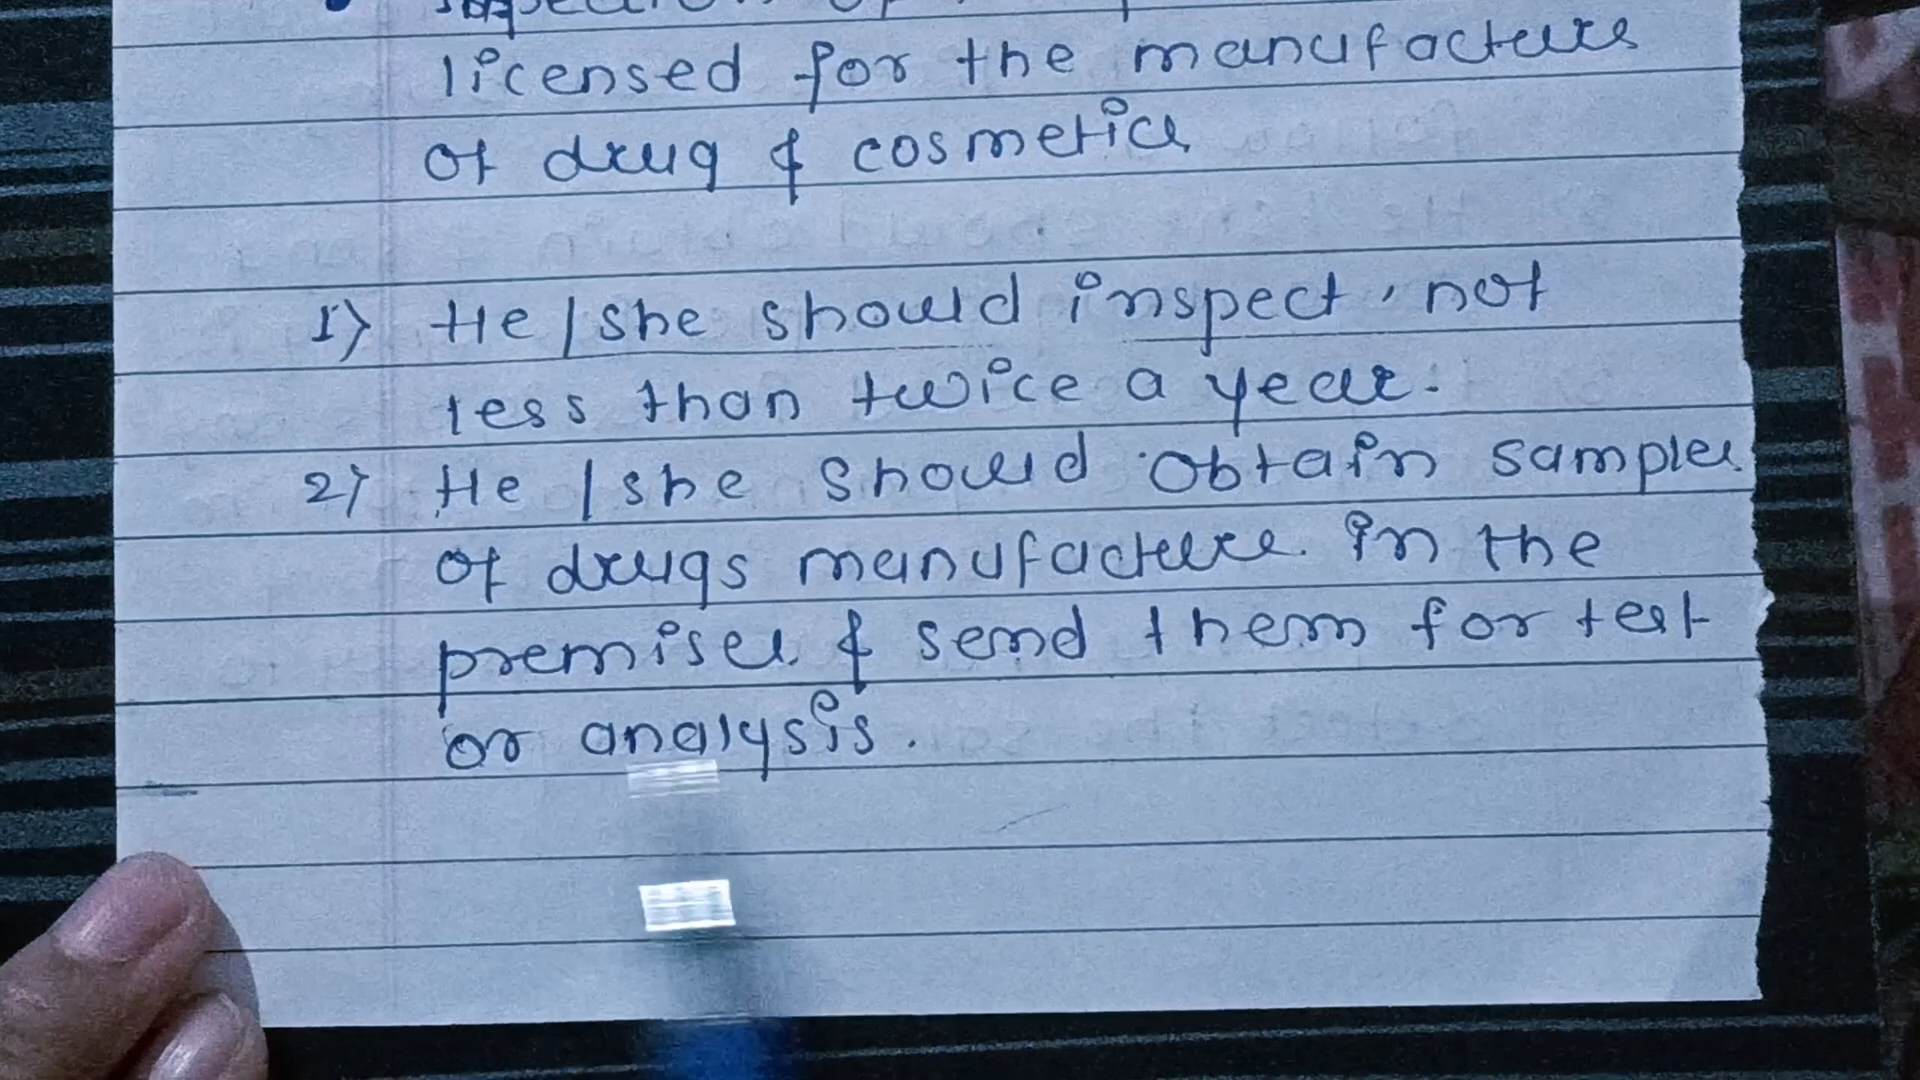 licensed for the manufacture
of drug & cosmetics
1) He / she should inspect, not
less than twice a year.
2) He / she should obtain samples
of drugs manufacture in the
premises & send them for test
or analysis.